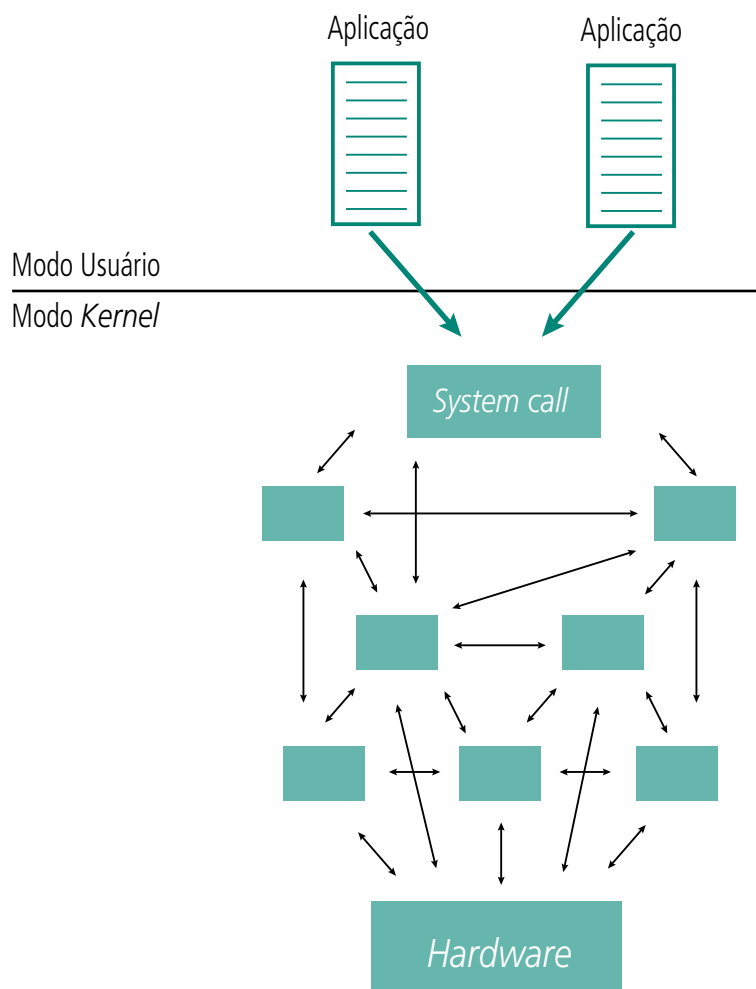 Aplicação
Aplicação
Modo Usuário
Modo Kernel
System call
Hardware